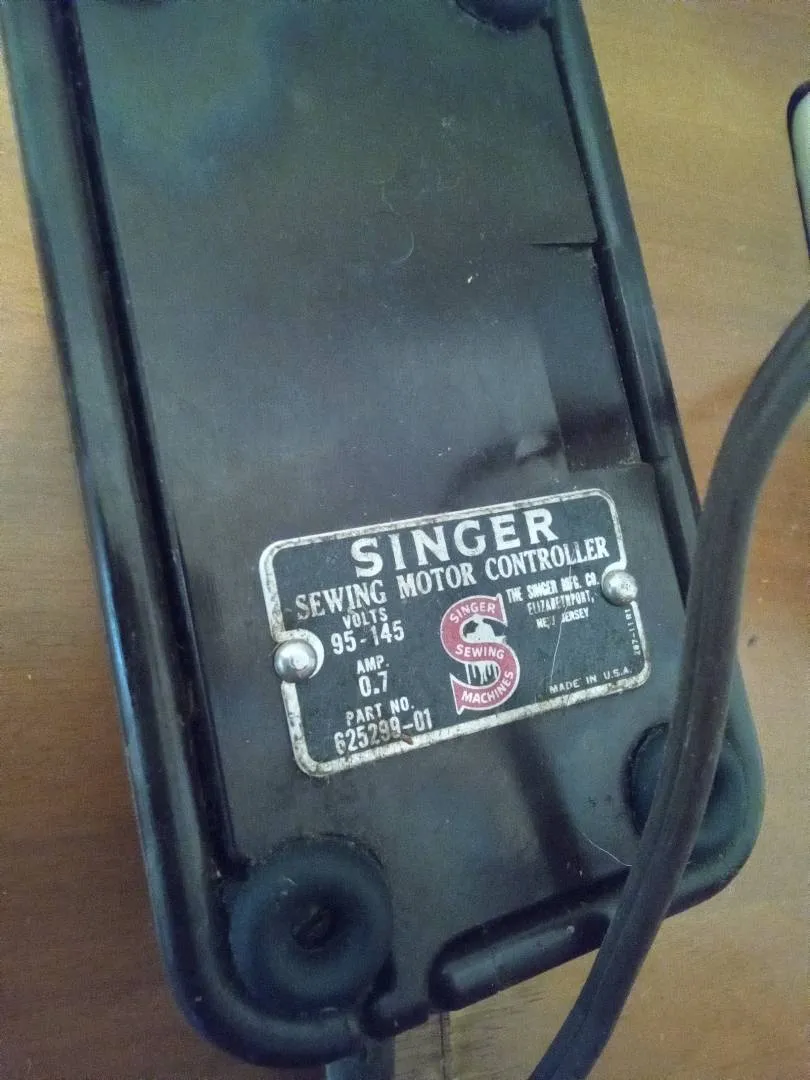 SINGER
SEWING MOTOR CONTROLLER
VOLTS
95-145
AMP.
0.7
PART NO.
625299-01
SINGER
SEWING
MACHINES
THE SINGER MFG. CO.
ELIZABETHPORT,
NEW JERSEY
MADE IN U.S.A.